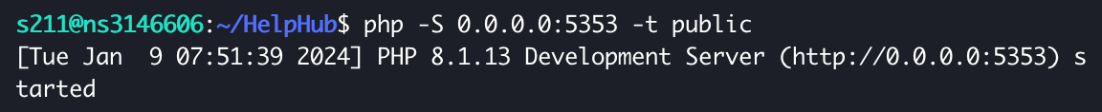 s211@ns3146606:~/HelpHub$ php -S 0.0.0.0:5353 -t public
[Tue Jan  9 07:51:39 2024] PHP 8.1.13 Development Server (http://0.0.0.0:5353) s
tarted